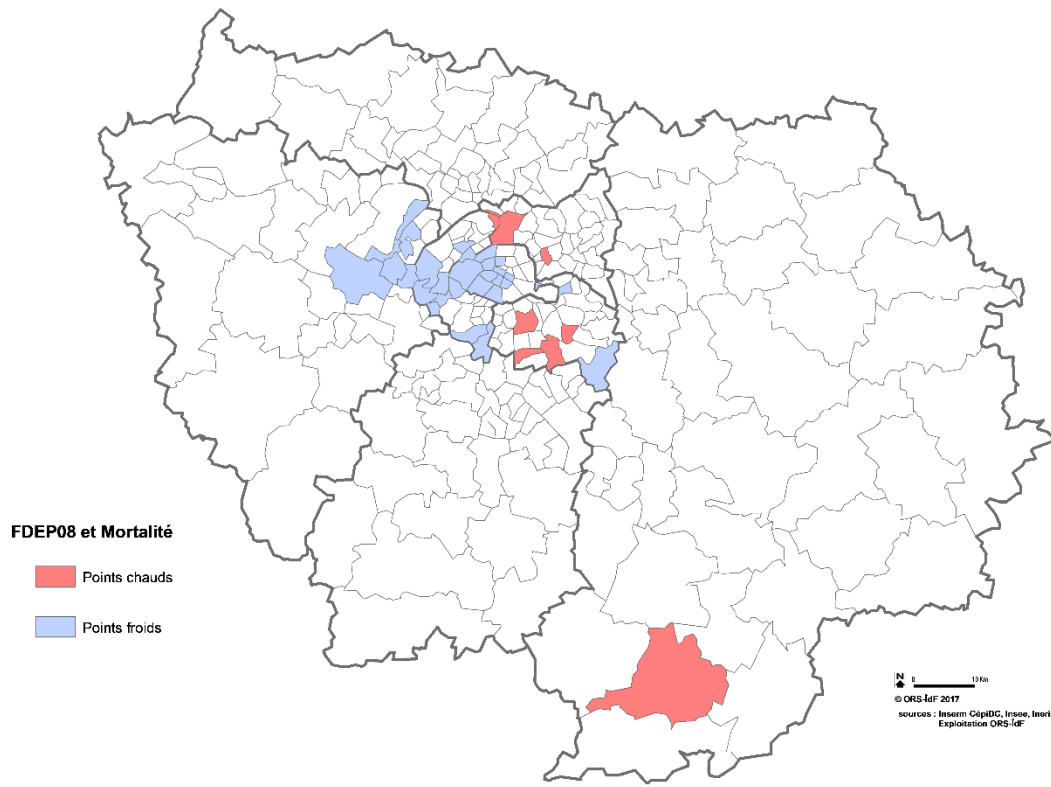 FDEP08 et Mortalité
Points chauds
Points froids
N
0 10 Km
© ORS-ÎdF 2017
sources : Inserm CépiDC, Insee, Ineri
Exploitation ORS-ÎdF